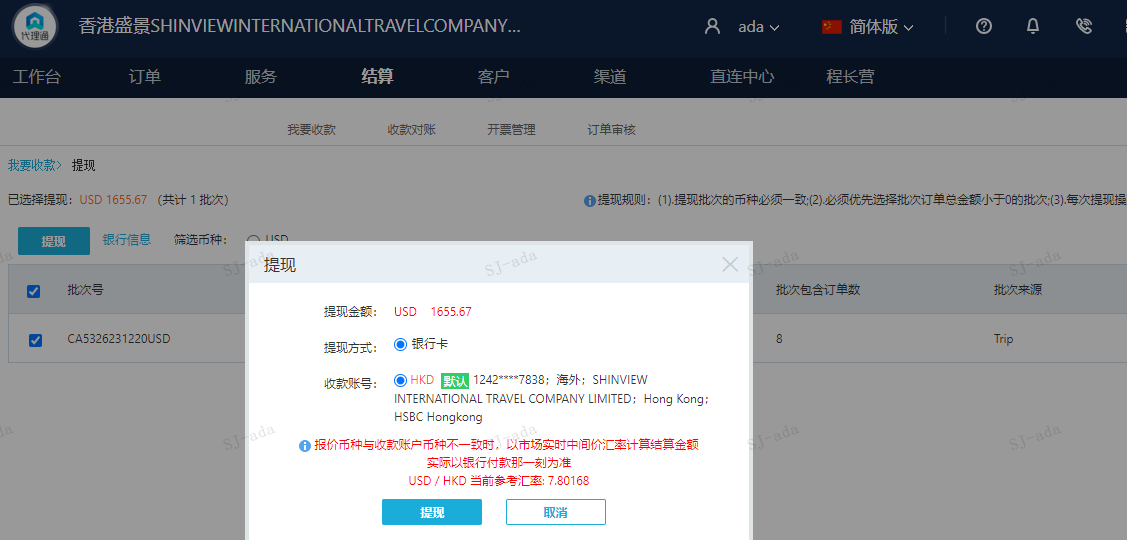 代理通
香港盛景SHINVIEWINTERNATIONALTRAVELCOMPANY...
ada
简体版
工作台 订单 服务 结算 客户 渠道 直连中心 程长营
我要收款 收款对账 开票管理 订单审核
我要收款> 提现
已选择提现：USD 1655.67 （共计 1 批次）
提现规则：(1).提现批次的币种必须一致;(2).必须优先选择批次订单总金额小于0的批次;(3).每次提现操
提现 银行信息 筛选币种： USD
批次号 批次包含订单数 批次来源
CA5326231220USD 8 Trip
提现
提现金额： USD 1655.67
提现方式： 银行卡
收款账号： HKD 默认 1242****7838；海外；SHINVIEW
INTERNATIONAL TRAVEL COMPANY LIMITED；Hong Kong；
HSBC Hongkong
报价币种与收款账户币种不一致时，以市场实时中间价汇率计算结算金额
实际以银行付款那一刻为准
USD / HKD 当前参考汇率: 7.80168
提现 取消
SJ-ada
SJ-ada
SJ-ada
SJ-ada
SJ-ada
SJ-ada
SJ-ada